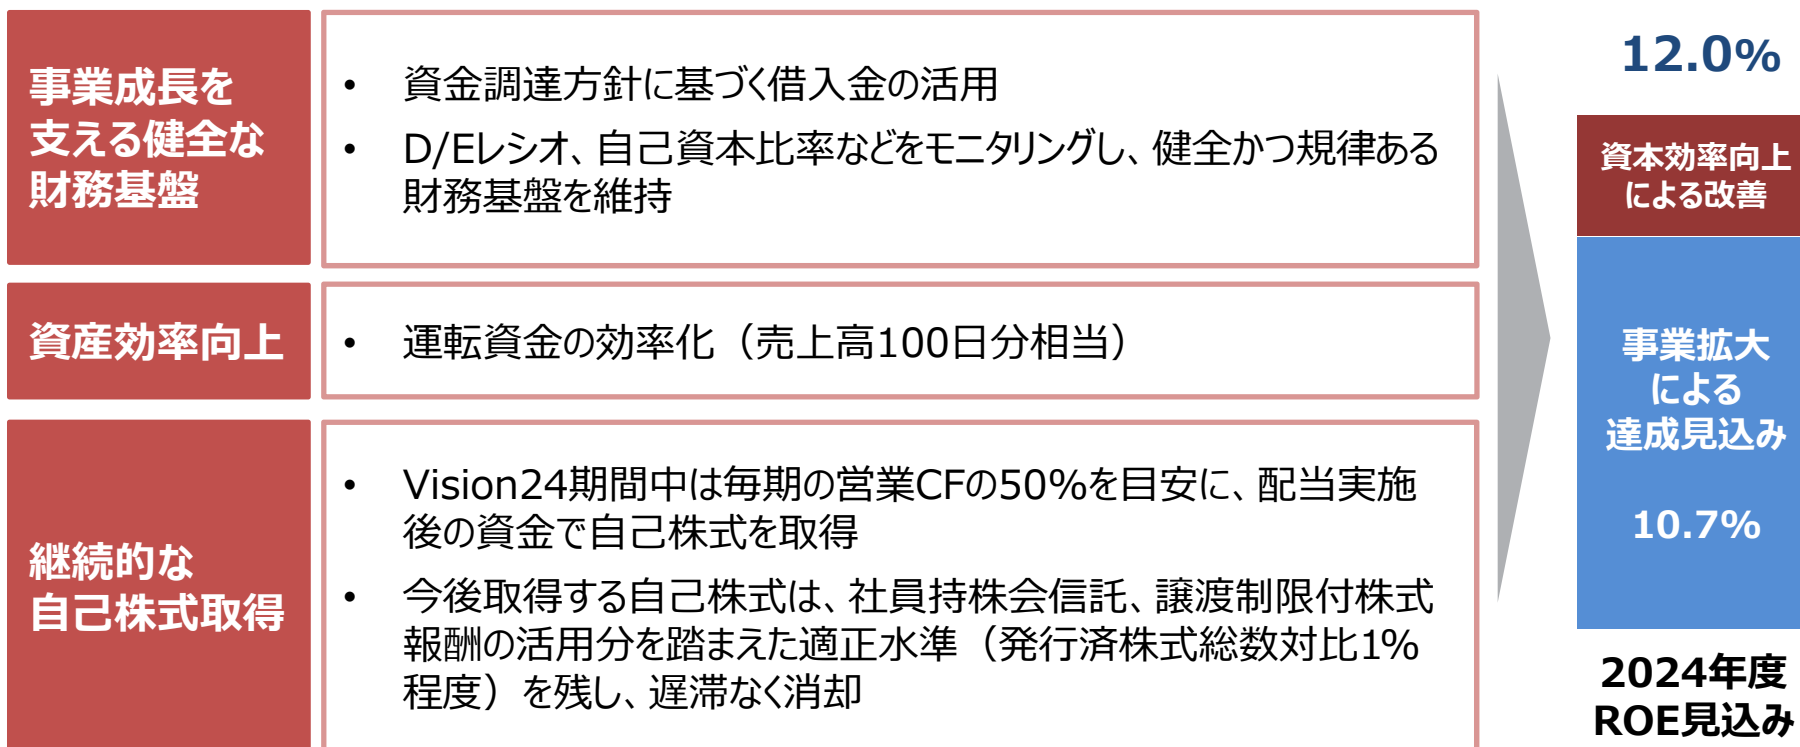 事業成長を
支える健全な
財務基盤
• 資金調達方針に基づく借入金の活用
• D/Eレシオ、自己資本比率などをモニタリングし、健全かつ規律ある
財務基盤を維持
資産効率向上
• 運転資金の効率化（売上高100日分相当）
継続的な
自己株式取得
• Vision24期間中は毎期の営業CFの50%を目安に、配当実施
後の資金で自己株式を取得
• 今後取得する自己株式は、社員持株会信託、譲渡制限付株式
報酬の活用分を踏まえた適正水準（発行済株式総数対比1%
程度）を残し、遅滞なく消却
12.0%
資本効率向上
による改善
事業拡大
による
達成見込み
10.7%
2024年度
ROE見込み